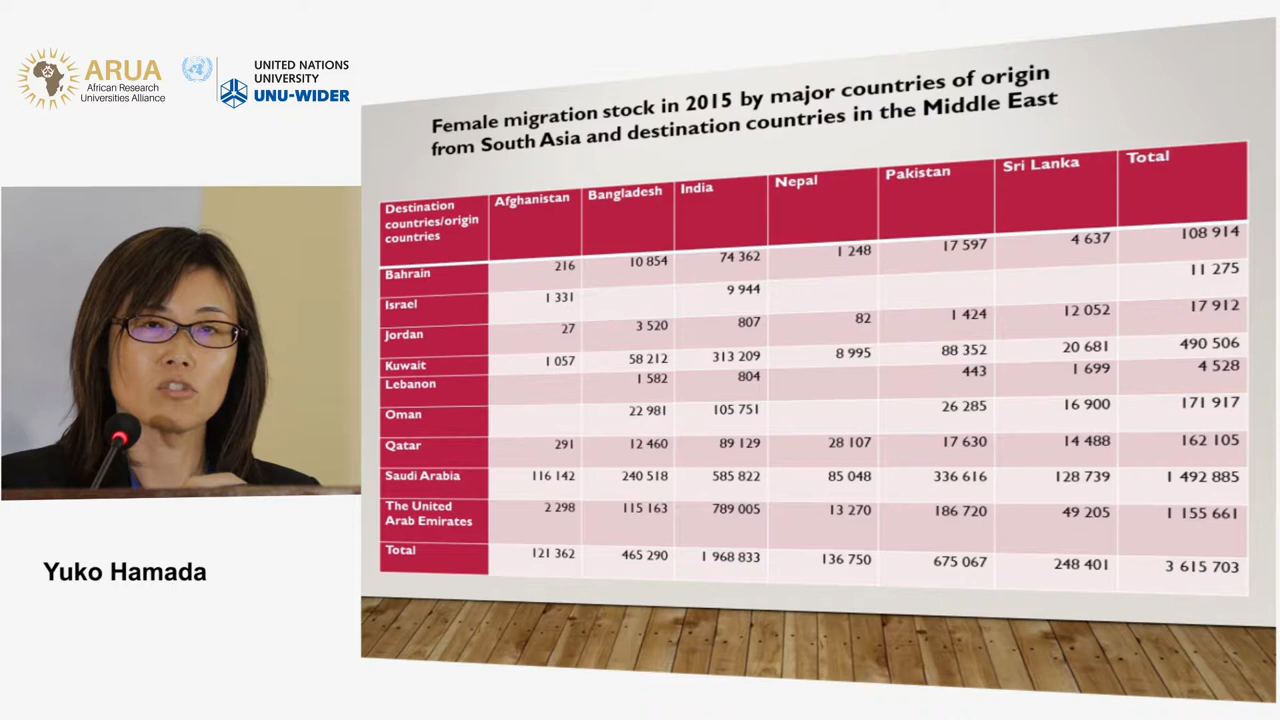 ARUA
African Research
Universities Alliance
UNITED NATIONS
UNIVERSITY
UNU-WIDER
Female migration stock in 2015 by major countries of origin
from South Asia and destination countries in the Middle East
Destination countries/origin countries Afghanistan Bangladesh India Nepal Pakistan Sri Lanka Total
Bahrain 216 10 854 74 362 1 248 17 597 4 637 108 914
Israel 1 331 9 944 11 275
Jordan 27 3 520 807 82 1 424 12 052 17 912
Kuwait 1 057 58 212 313 209 8 995 88 352 20 681 490 506
Lebanon 1 582 804 443 1 699 4 528
Oman 22 981 105 751 26 285 16 900 171 917
Qatar 291 12 460 89 129 28 107 17 630 14 488 162 105
Saudi Arabia 116 142 240 518 585 822 85 048 336 616 128 739 1 492 885
The United Arab Emirates 2 298 115 163 789 005 13 270 186 720 49 205 1 155 661
Total 121 362 465 290 1 968 833 136 750 675 067 248 401 3 615 703
Yuko Hamada